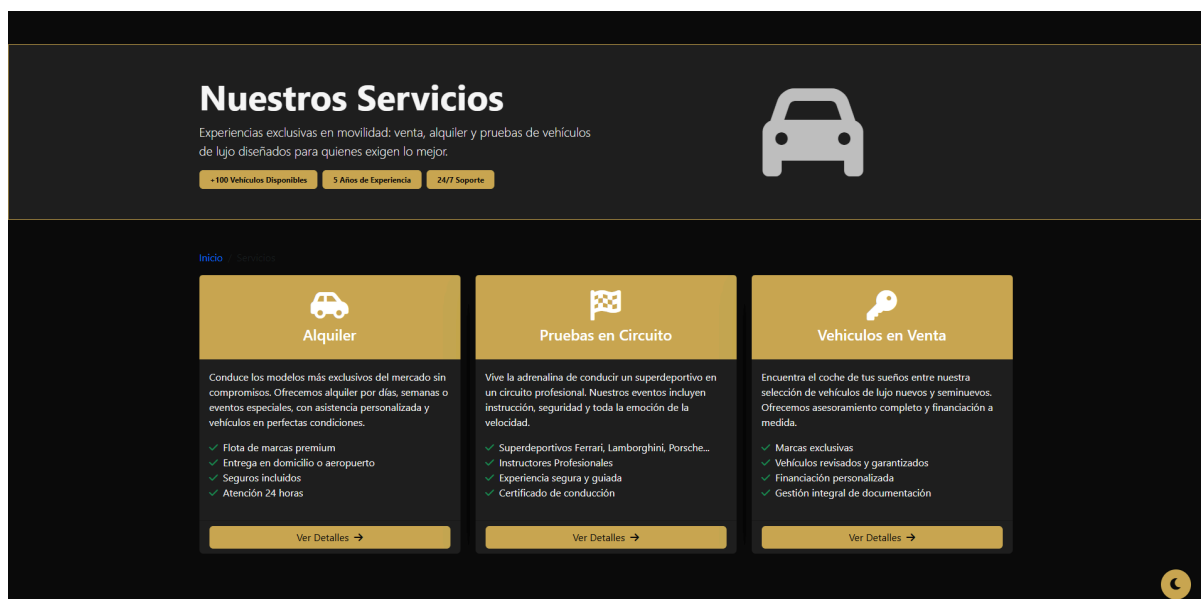 Nuestros Servicios
Experiencias exclusivas en movilidad: venta, alquiler y pruebas de vehículos
de lujo diseñados para quienes exigen lo mejor.
+100 Vehículos Disponibles 5 Años de Experiencia 24/7 Soporte
Inicio / Servicios
Alquiler
Conduce los modelos más exclusivos del mercado sin
compromisos. Ofrecemos alquiler por días, semanas o
eventos especiales, con asistencia personalizada y
vehículos en perfectas condiciones.
Flota de marcas premium
Entrega en domicilio o aeropuerto
Seguros incluidos
Atención 24 horas
Ver Detalles →
Pruebas en Circuito
Vive la adrenalina de conducir un superdeportivo en
un circuito profesional. Nuestros eventos incluyen
instrucción, seguridad y toda la emoción de la
velocidad.
Superdeportivos Ferrari, Lamborghini, Porsche...
Instructores Profesionales
Experiencia segura y guiada
Certificado de conducción
Ver Detalles →
Vehiculos en Venta
Encuentra el coche de tus sueños entre nuestra
selección de vehículos de lujo nuevos y seminuevos.
Ofrecemos asesoramiento completo y financiación a
medida.
Marcas exclusivas
Vehículos revisados y garantizados
Financiación personalizada
Gestión integral de documentación
Ver Detalles →